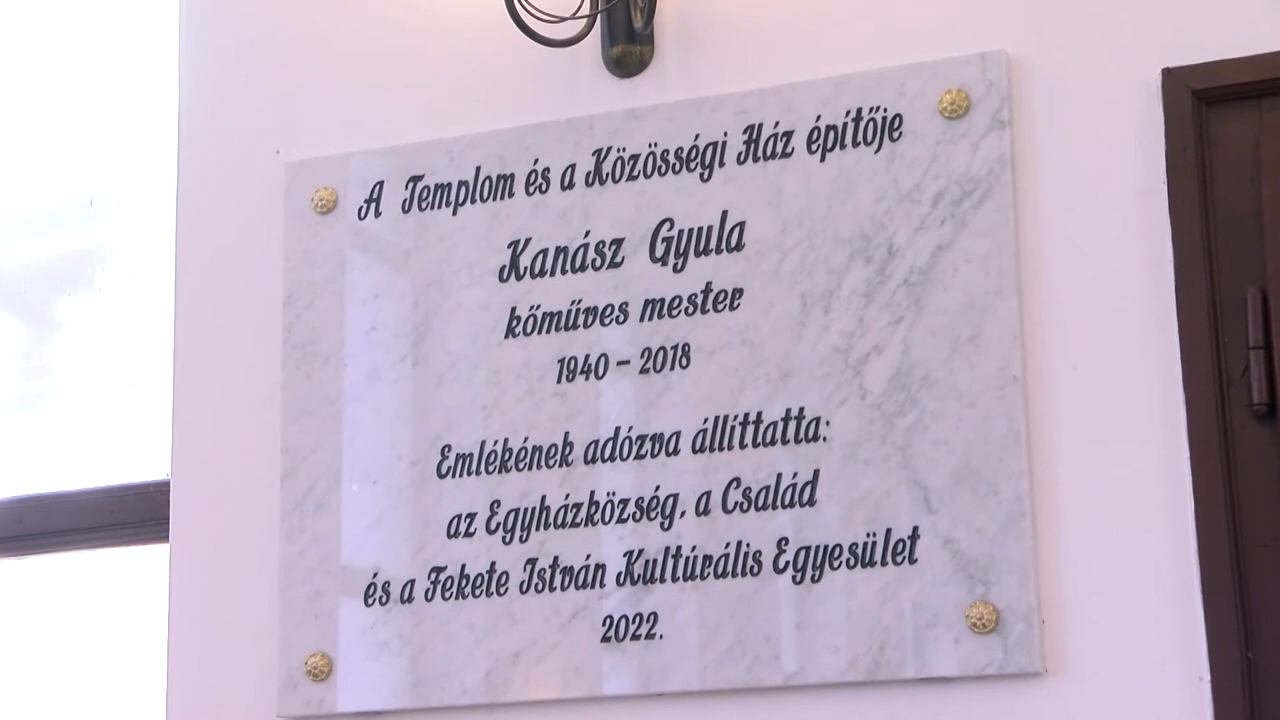 A Templom és a Közösségi Ház építője
Kanász Gyula
kőműves mester
1940 – 2018
Emlékének adózva állíttatta:
az Egyházközség, a Család
és a Fekete István Kultúrális Egyesület
2022.